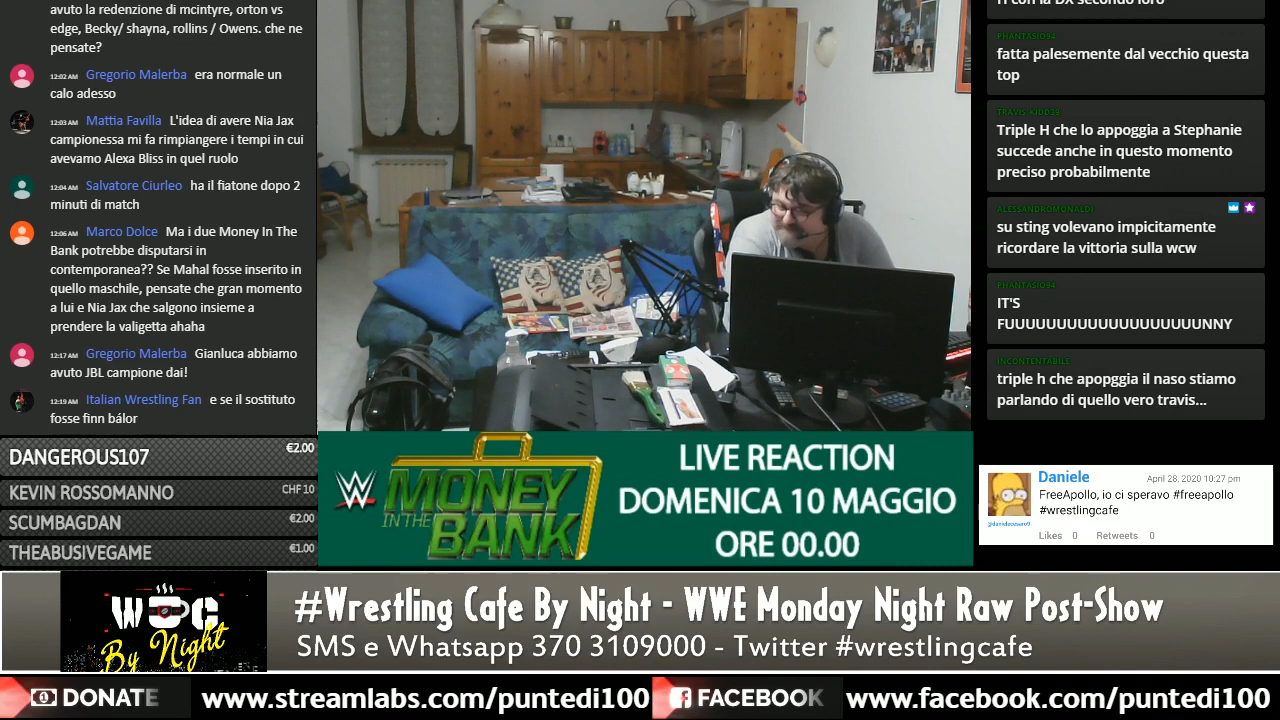 avuto la redenzione di mcintyre, orton vs
edge, Becky/ shayna, rollins / Owens. che ne
pensate?
12:02 AM Gregorio Malerba era normale un
calo adesso
12:03 AM Mattia Favilla L'idea di avere Nia Jax
campionessa mi fa rimpiangere i tempi in cui
avevamo Alexa Bliss in quel ruolo
12:04 AM Salvatore Ciurleo ha il fiatone dopo 2
minuti di match
12:06 AM Marco Dolce Ma i due Money In The
Bank potrebbe disputarsi in
contemporanea?? Se Mahal fosse inserito in
quello maschile, pensate che gran momento
a lui e Nia Jax che salgono insieme a
prendere la valigetta ahaha
12:17 AM Gregorio Malerba Gianluca abbiamo
avuto JBL campione dai!
12:19 AM Italian Wrestling Fan e se il sostituto
fosse finn bálor
DANGEROUS107 €2.00
KEVIN ROSSOMANNO CHF 10
SCUMBAGDAN €2.00
THEABUSIVEGAME €1.00
PHANTASIO94
fatta palesemente dal vecchio questa
top
TRAVIS_KIDD39
Triple H che lo appoggia a Stephanie
succede anche in questo momento
preciso probabilmente
ALESSANDROMONALDI
su sting volevano impicitamente
ricordare la vittoria sulla wcw
PHANTASIO94
IT'S
FUUUUUUUUUUUUUUUUUUUNNY
INCONTENTABILE
triple h che apopggia il naso stiamo
parlando di quello vero travis...
Daniele April 28, 2020 10:27 pm
FreeApollo, io ci speravo #freeapollo
#wrestlingcafe
@danielecesaro9
Likes 0 Retweets 0
W
MONEY
IN THE
BANK
LIVE REACTION
DOMENICA 10 MAGGIO
ORE 00.00
WOC
By Night
#Wrestling Cafe By Night - WWE Monday Night Raw Post-Show
SMS e Whatsapp 370 3109000 - Twitter #wrestlingcafe
DONATE www.streamlabs.com/puntedi100 FACEBOOK www.facebook.com/puntedi100